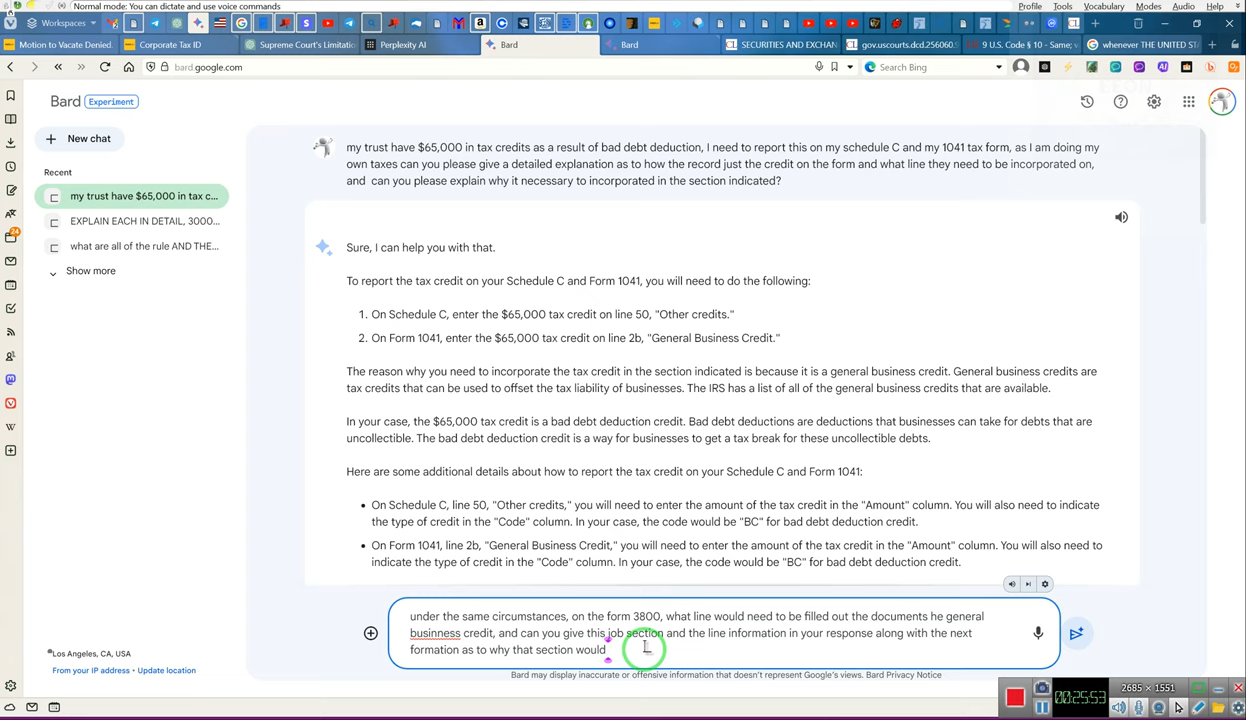 Normal mode: You can dictate and use voice commands
Profile Tools Vocabulary Modes Audio Help
Workspaces
Motion to Vacate Denied. Corporate Tax ID Supreme Court's Limitatio Perplexity AI Bard Bard SECURITIES AND EXCHAN gov.uscourts.dcd.256060. 9 U.S. Code § 10 - Same; v whenever THE UNITED ST
bard.google.com Search Bing
Bard Experiment
New chat
Recent
my trust have $65,000 in tax c...
EXPLAIN EACH IN DETAIL, 3000...
what are all of the rule AND THE...
Show more
my trust have $65,000 in tax credits as a result of bad debt deduction, I need to report this on my schedule C and my 1041 tax form, as I am doing my
own taxes can you please give a detailed explanation as to how the record just the credit on the form and what line they need to be incorporated on,
and can you please explain why it necessary to incorporated in the section indicated?
Sure, I can help you with that.
To report the tax credit on your Schedule C and Form 1041, you will need to do the following:
1. On Schedule C, enter the $65,000 tax credit on line 50, "Other credits."
2. On Form 1041, enter the $65,000 tax credit on line 2b, "General Business Credit."
The reason why you need to incorporate the tax credit in the section indicated is because it is a general business credit. General business credits are
tax credits that can be used to offset the tax liability of businesses. The IRS has a list of all of the general business credits that are available.
In your case, the $65,000 tax credit is a bad debt deduction credit. Bad debt deductions are deductions that businesses can take for debts that are
uncollectible. The bad debt deduction credit is a way for businesses to get a tax break for these uncollectible debts.
Here are some additional details about how to report the tax credit on your Schedule C and Form 1041:
• On Schedule C, line 50, "Other credits," you will need to enter the amount of the tax credit in the "Amount" column. You will also need to indicate
the type of credit in the "Code" column. In your case, the code would be "BC" for bad debt deduction credit.
• On Form 1041, line 2b, "General Business Credit," you will need to enter the amount of the tax credit in the "Amount" column. You will also need to
indicate the type of credit in the "Code" column. In your case, the code would be "BC" for bad debt deduction credit.
under the same circumstances, on the form 3800, what line would need to be filled out the documents he general
businness credit, and can you give this job section and the line information in your response along with the next
formation as to why that section would
Bard may display inaccurate or offensive information that doesn't represent Google's views. Bard Privacy Notice
Los Angeles, CA, USA
From your IP address • Update location
24
00:25:53
2685 × 1551